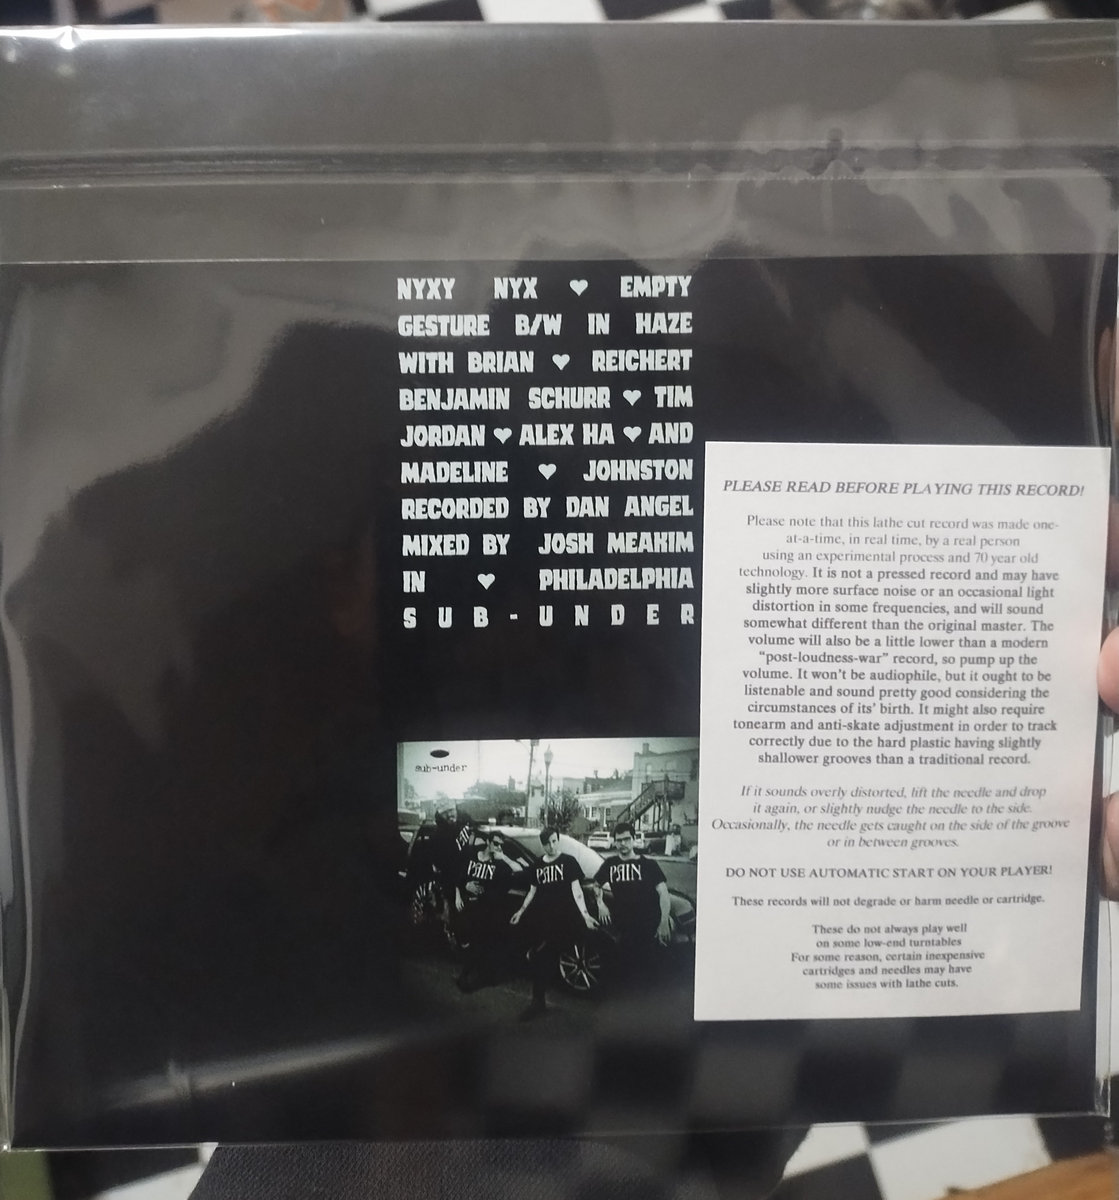 NYXY NYX ♥ EMPTY
GESTURE B/W IN HAZE
WITH BRIAN ♥ REICHERT
BENJAMIN SCHURR ♥ TIM
JORDAN ♥ ALEX HA ♥ AND
MADELINE ♥ JOHNSTON
RECORDED BY DAN ANGEL
MIXED BY JOSH MEAKIM
IN ♥ PHILADELPHIA
SUB-UNDER
sub-under
PAIN
PAIN
PAIN
PLEASE READ BEFORE PLAYING THIS RECORD!
Please note that this lathe cut record was made one-
at-a-time, in real time, by a real person
using an experimental process and 70 year old
technology. It is not a pressed record and may have
slightly more surface noise or an occasional light
distortion in some frequencies, and will sound
somewhat different than the original master. The
volume will also be a little lower than a modern
“post-loudness-war” record, so pump up the
volume. It won’t be audiophile, but it ought to be
listenable and sound pretty good considering the
circumstances of its’ birth. It might also require
tonearm and anti-skate adjustment in order to track
correctly due to the hard plastic having slightly
shallower grooves than a traditional record.
If it sounds overly distorted, lift the needle and drop
it again, or slightly nudge the needle to the side.
Occasionally, the needle gets caught on the side of the groove
or in between grooves.
DO NOT USE AUTOMATIC START ON YOUR PLAYER!
These records will not degrade or harm needle or cartridge.
These do not always play well
on some low-end turntables
For some reason, certain inexpensive
cartridges and needles may have
some issues with lathe cuts.